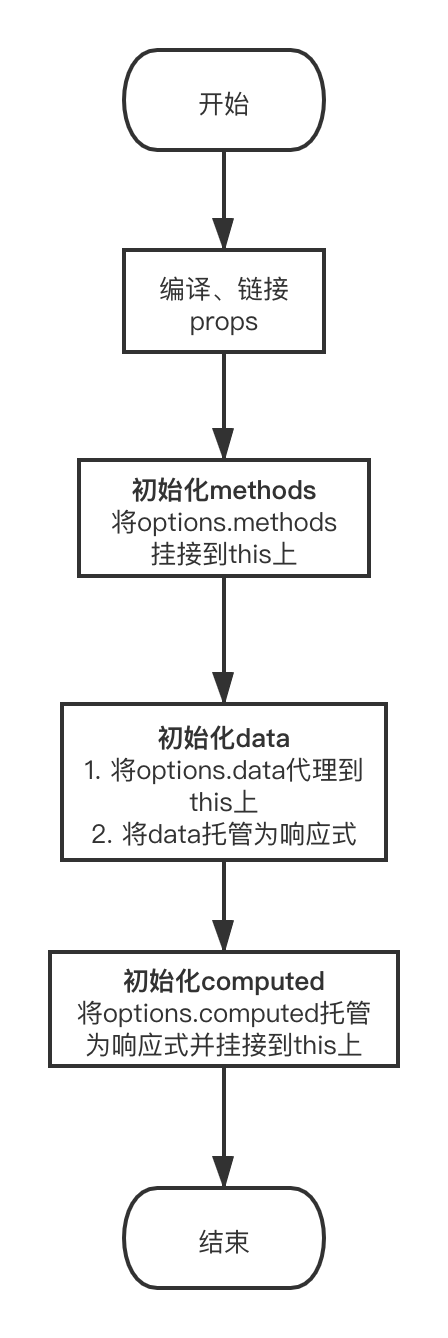 开始
编译、链接
props
初始化methods
将options.methods
挂接到this上
初始化data
1. 将options.data代理到
this上
2. 将data托管为响应式
初始化computed
将options.computed托管
为响应式并挂接到this上
结束